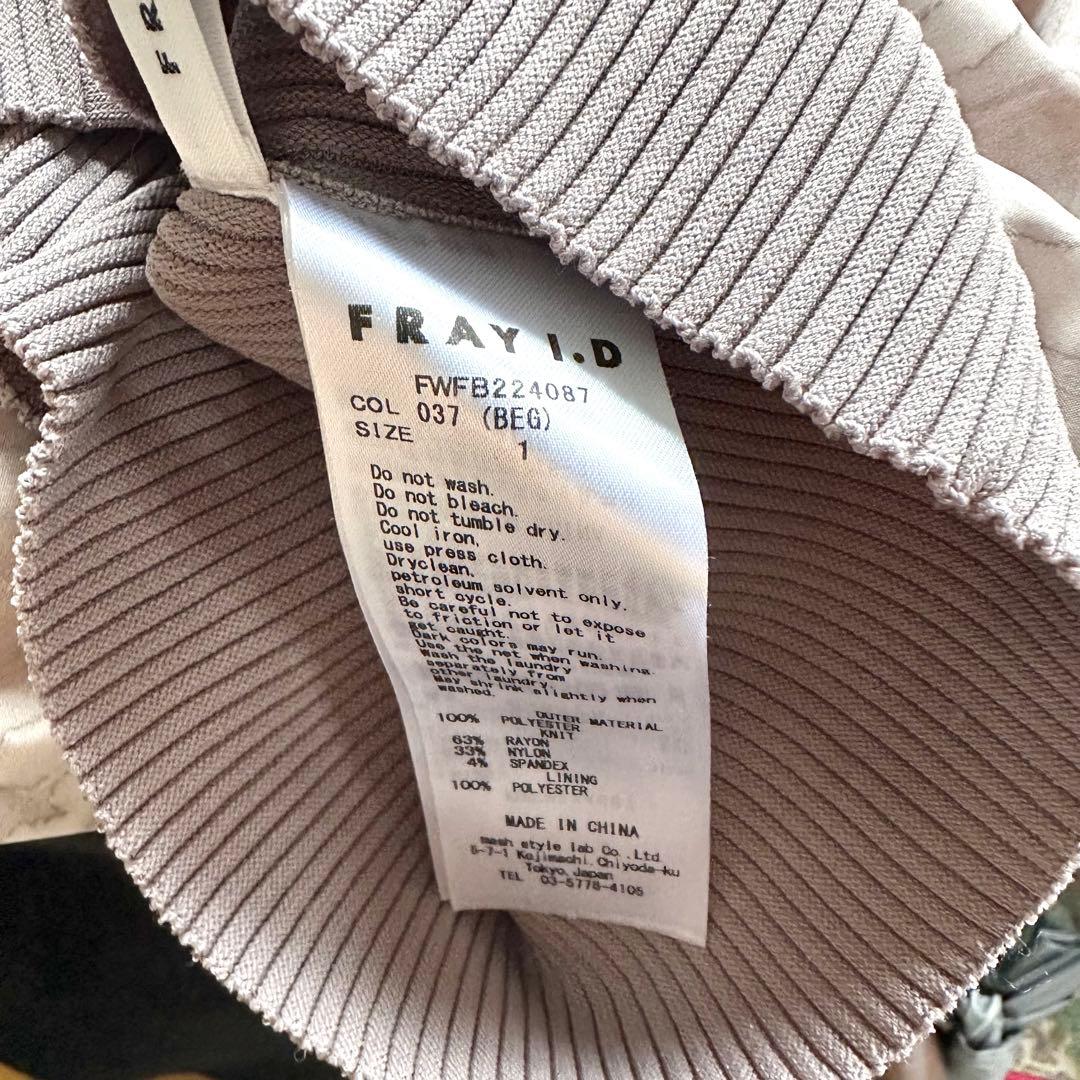 F R
FRAY I.D
FWFB224087
COL 037 (BEG)
SIZE 1
Do not wash.
Do not bleach.
Do not tumble dry.
Cool iron,
use press cloth.
Dryclean,
petroleum solvent only,
short cycle.
Be careful not to expose
to friction or let it
get caught.
Dark colors may run.
Use the net when washing.
Wash the laundry
separately from
other laundry.
May shrink slightly when
washed.
OUTER MATERIAL
100% POLYESTER
KNIT
63% RAYON
33% NYLON
4% SPANDEX
LINING
100% POLYESTER
MADE IN CHINA
mash style lab Co.,Ltd
5-7-1 Kojimachi,Chiyoda-ku
Tokyo,Japan
TEL 03-5778-4105